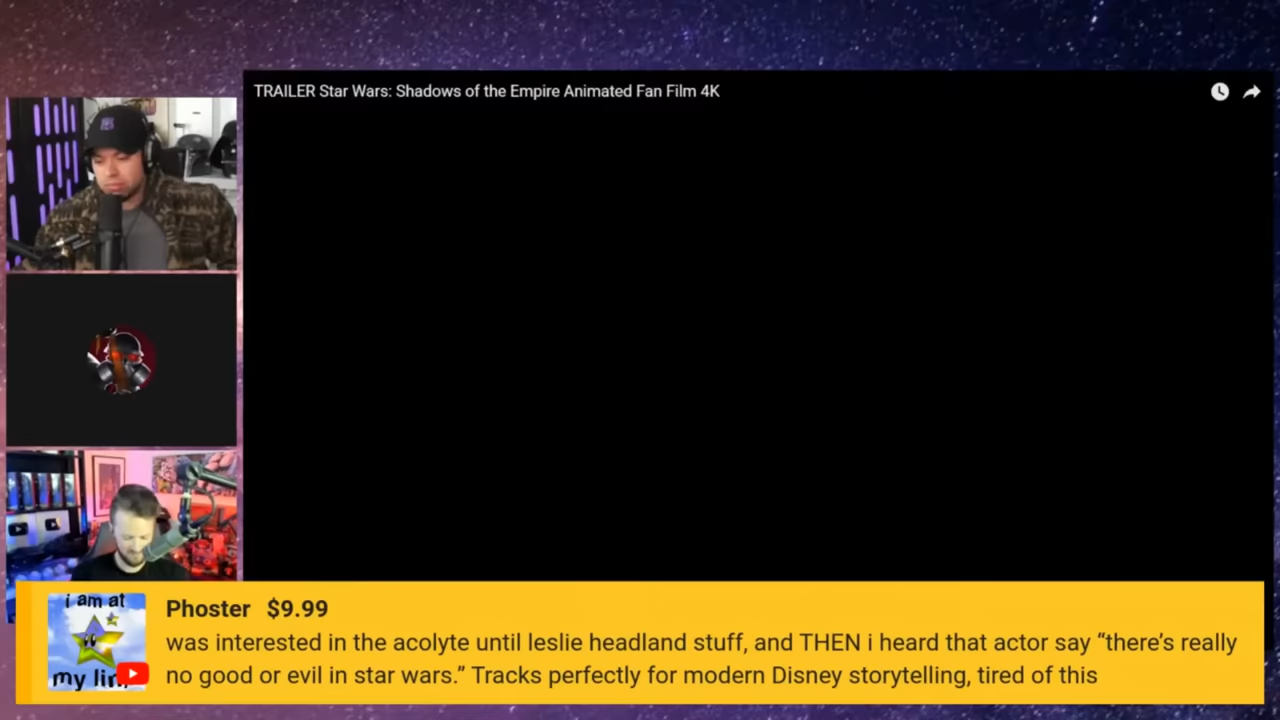 TRAILER Star Wars: Shadows of the Empire Animated Fan Film 4K
i am at
my lim
Phoster $9.99
was interested in the acolyte until leslie headland stuff, and THEN i heard that actor say “there’s really
no good or evil in star wars.” Tracks perfectly for modern Disney storytelling, tired of this